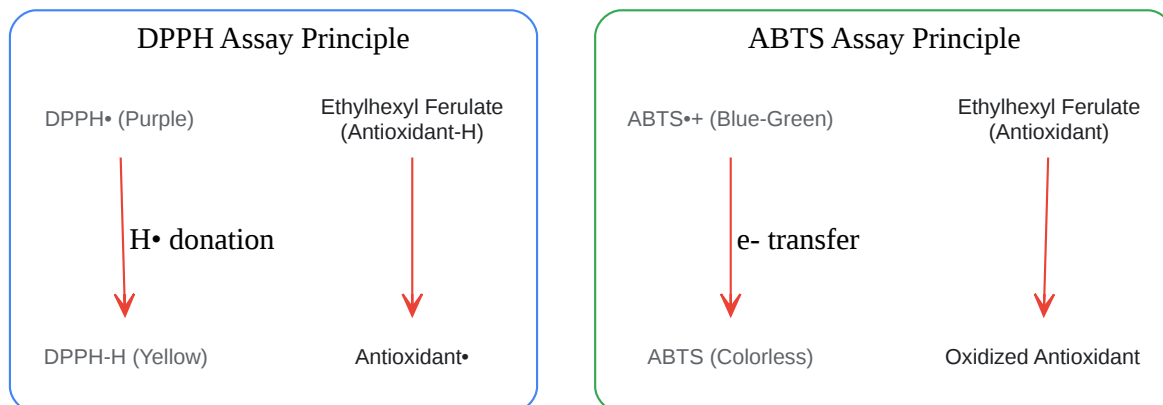 DPPH Assay Principle
DPPH• (Purple)
Ethylhexyl Ferulate
(Antioxidant-H)
H• donation
DPPH-H (Yellow)
Antioxidant•
ABTS Assay Principle
ABTS•+ (Blue-Green)
Ethylhexyl Ferulate
(Antioxidant)
e- transfer
ABTS (Colorless)
Oxidized Antioxidant